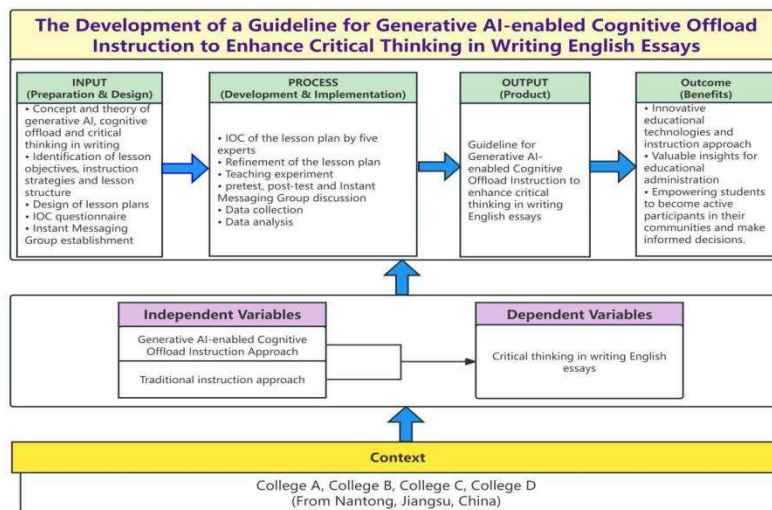 The Development of a Guideline for Generative AI-enabled Cognitive Offload
Instruction to Enhance Critical Thinking in Writing English Essays
INPUT
(Preparation & Design)
• Concept and theory of
generative AI, cognitive
offload and critical
thinking in writing
• Identification of lesson
objectives, instruction
strategies and lesson
structure
• Design of lesson plans
• IOC questionnaire
• Instant Messaging
Group establishment
PROCESS
(Development & Implementation)
• IOC of the lesson plan by five
experts
• Refinement of the lesson plan
• Teaching experiment
• pretest, post-test and Instant
Messaging Group discussion
• Data collection
• Data analysis
OUTPUT
(Product)
Guideline for
Generative AI-
enabled Cognitive
Offload Instruction to
enhance critical
thinking in writing
English essays
Outcome
(Benefits)
• Innovative
educational
technologies and
instruction approach
• Valuable insights for
educational
administration
• Empowering students
to become active
participants in their
communities and make
informed decisions.
Independent Variables
Generative AI-enabled Cognitive
Offload Instruction Approach
Traditional instruction approach
Dependent Variables
Critical thinking in writing English
essays
Context
College A, College B, College C, College D
(From Nantong, Jiangsu, China)